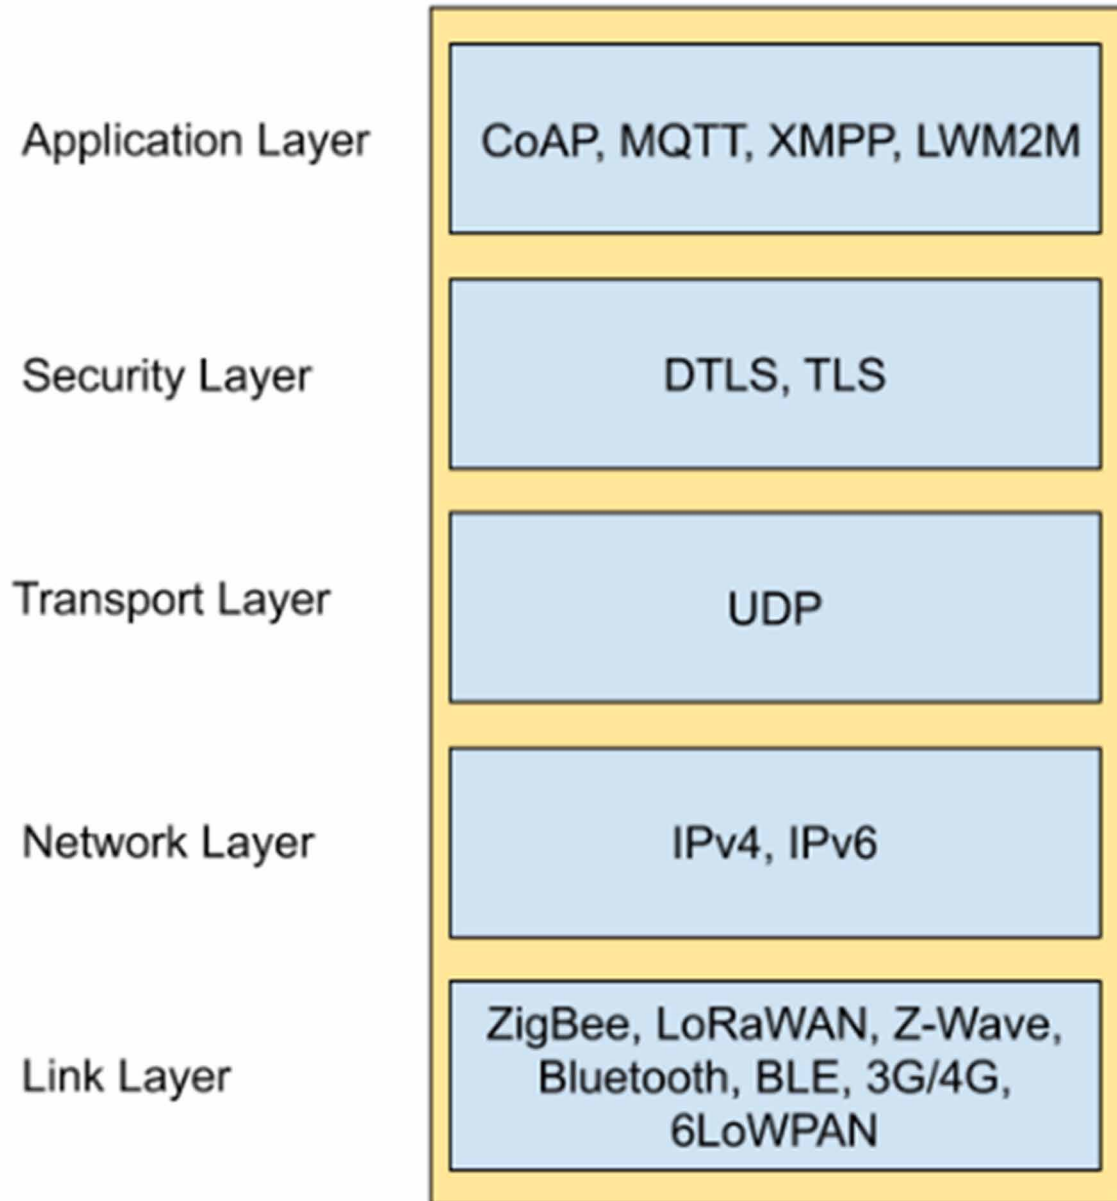 Application Layer
CoAP, MQTT, XMPP, LWM2M
Security Layer
DTLS, TLS
Transport Layer
UDP
Network Layer
IPv4, IPv6
Link Layer
ZigBee, LoRaWAN, Z-Wave,
Bluetooth, BLE, 3G/4G,
6LoWPAN